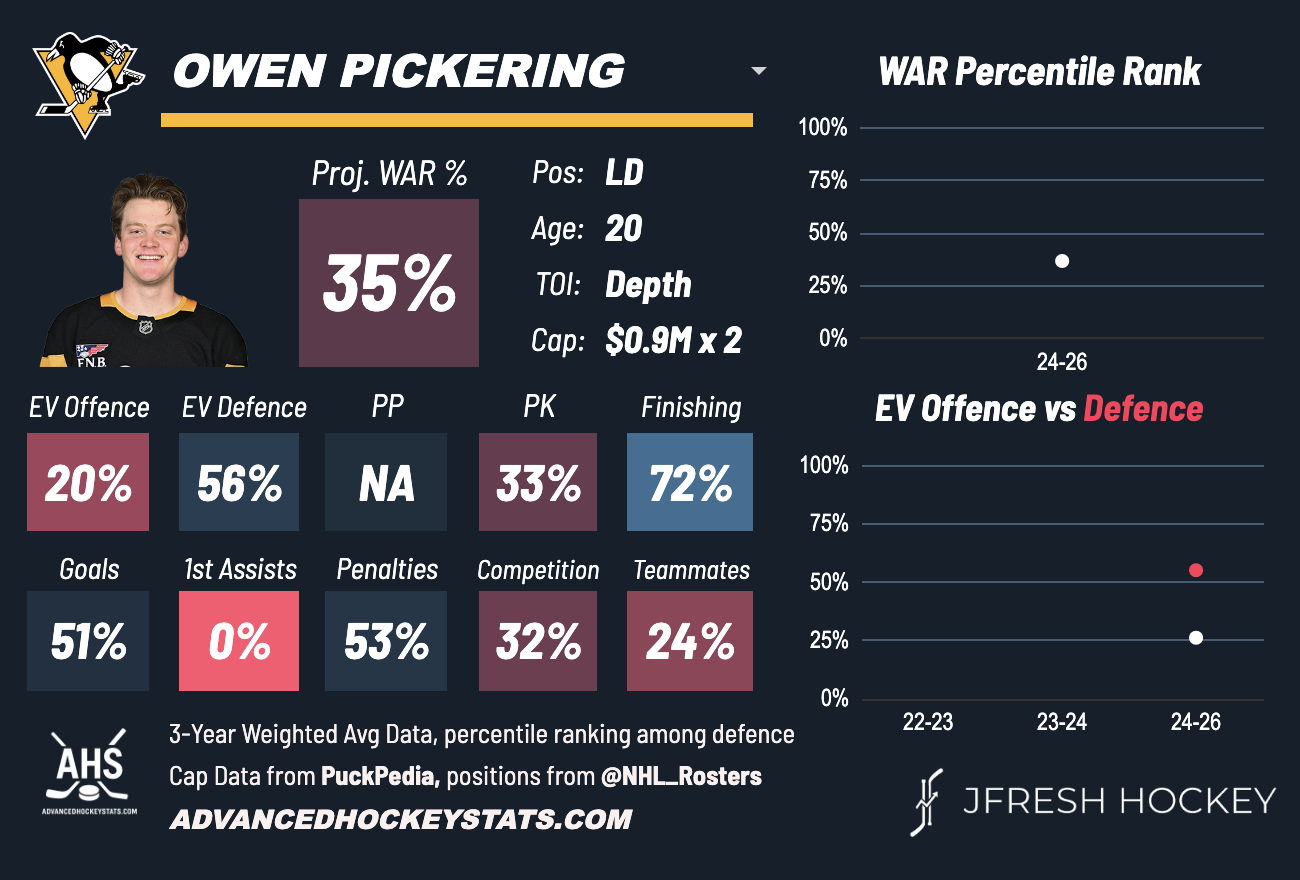 OWEN PICKERING
WAR Percentile Rank
Proj. WAR %
35%
Pos: LD
Age: 20
TOI: Depth
Cap: $0.9M x 2
100%
75%
50%
25%
0%
24-26
F.N.B.
EV Offence EV Defence PP PK Finishing
20% 56% NA 33% 72%
Goals 1st Assists Penalties Competition Teammates
51% 0% 53% 32% 24%
EV Offence vs Defence
100%
75%
50%
25%
0%
22-23 23-24 24-26
AHS
ADVANCEDHOCKEYSTATS.COM
3-Year Weighted Avg Data, percentile ranking among defence
Cap Data from PuckPedia, positions from @NHL_Rosters
ADVANCEDHOCKEYSTATS.COM
JFRESH HOCKEY